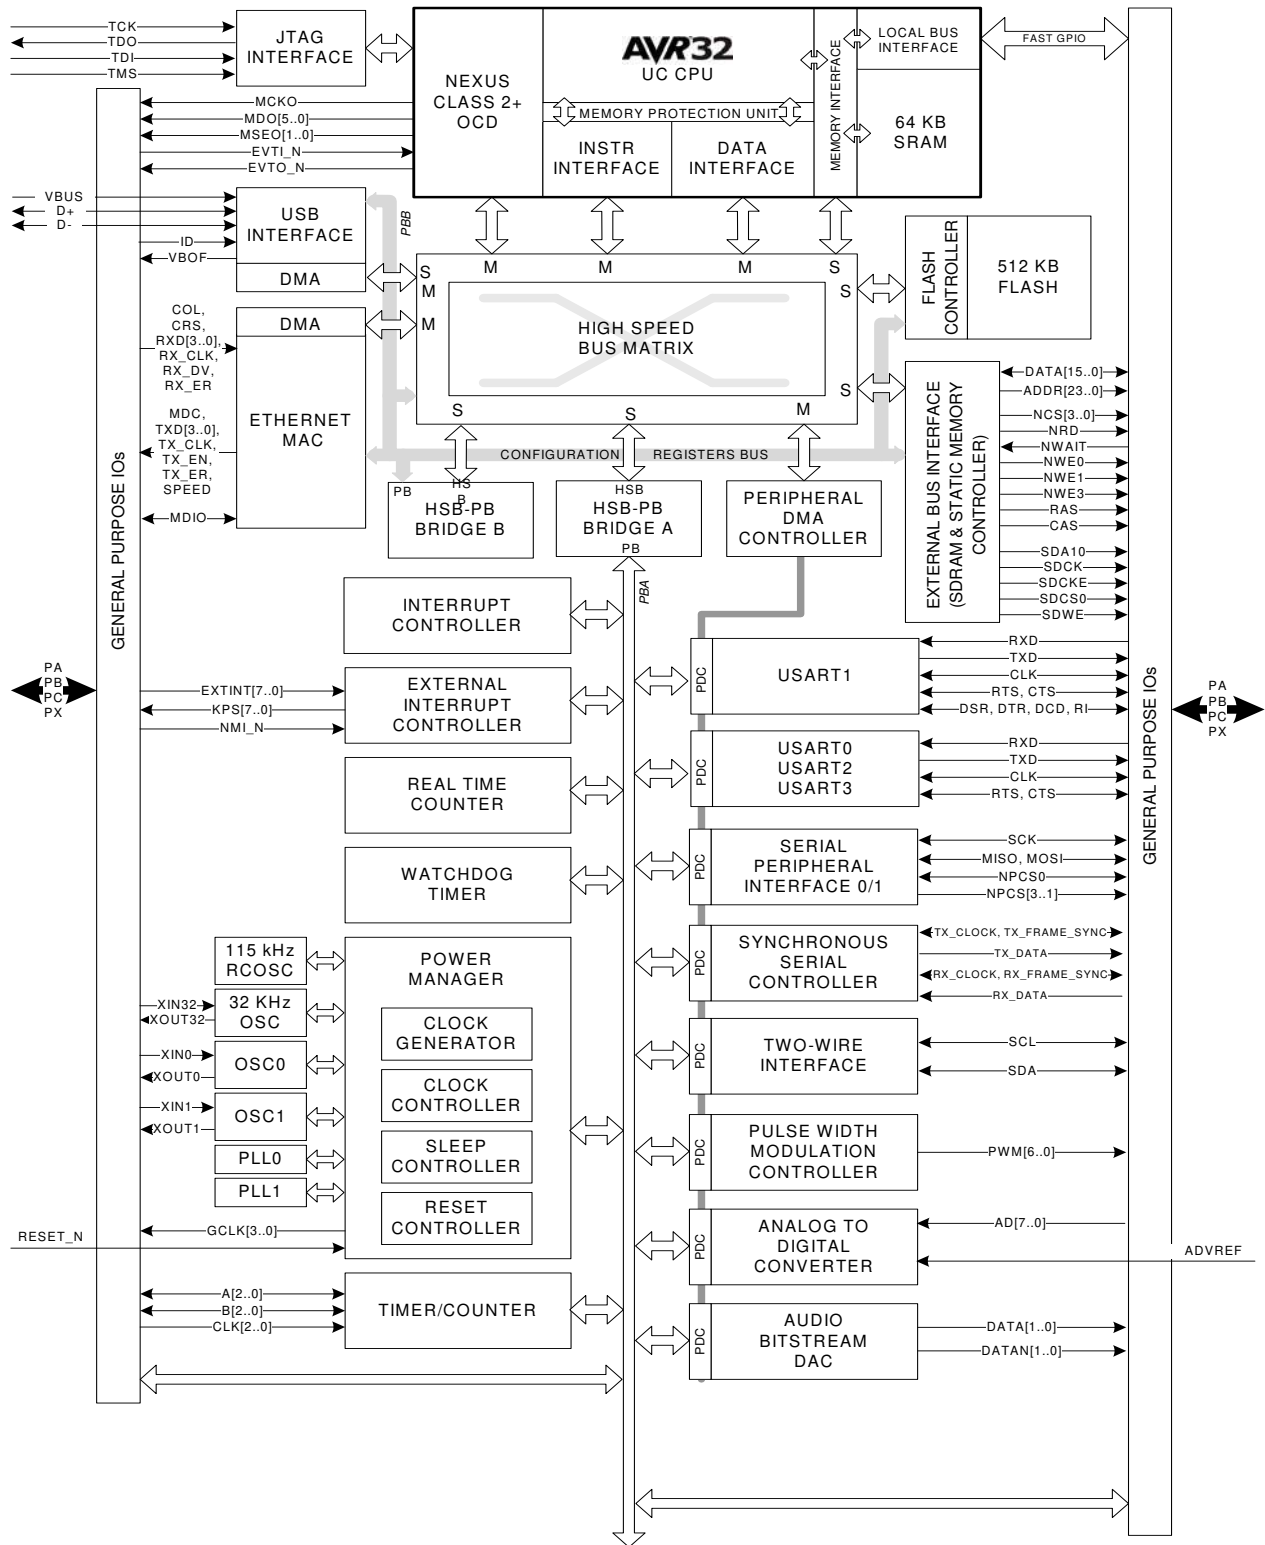 TCK
TDO
TDI
TMS
JTAG
INTERFACE
MCKO
MDO[5..0]
MSEO[1..0]
EVTI_N
EVTO_N
NEXUS
CLASS 2+
OCD
AVR32
UC CPU
MEMORY PROTECTION UNIT
INSTR
INTERFACE
DATA
INTERFACE
MEMORY INTERFACE
LOCAL BUS
INTERFACE
64 KB
SRAM
FAST GPIO
VBUS
D+
D-
ID
VBOF
USB
INTERFACE
DMA
PBB
S
M
M
M
M
M
S
S
S
S
S
M
HIGH SPEED
BUS MATRIX
FLASH
CONTROLLER
512 KB
FLASH
COL,
CRS,
RXD[3..0],
RX_CLK,
RX_DV,
RX_ER
MDC,
TXD[3..0],
TX_CLK,
TX_EN,
TX_ER,
SPEED
MDIO
DMA
ETHERNET
MAC
CONFIGURATION REGISTERS BUS
PB
HS
B
HSB-PB
BRIDGE B
HSB
HSB-PB
BRIDGE A
PB
PERIPHERAL
DMA
CONTROLLER
EXTERNAL BUS INTERFACE
(SDRAM & STATIC MEMORY
CONTROLLER)
DATA[15..0]
ADDR[23..0]
NCS[3..0]
NRD
NWAIT
NWE0
NWE1
NWE3
RAS
CAS
SDA10
SDCK
SDCKE
SDCS0
SDWE
GENERAL PURPOSE IOs
PBA
INTERRUPT
CONTROLLER
PA
PB
PC
PX
EXTINT[7..0]
KPS[7..0]
NMI_N
EXTERNAL
INTERRUPT
CONTROLLER
REAL TIME
COUNTER
WATCHDOG
TIMER
115 kHz
RCOSC
XIN32
XOUT32
32 KHz
OSC
XIN0
XOUT0
OSC0
XIN1
XOUT1
OSC1
PLL0
PLL1
GCLK[3..0]
RESET_N
POWER
MANAGER
CLOCK
GENERATOR
CLOCK
CONTROLLER
SLEEP
CONTROLLER
RESET
CONTROLLER
A[2..0]
B[2..0]
CLK[2..0]
TIMER/COUNTER
PDC
USART1
RXD
TXD
CLK
RTS, CTS
DSR, DTR, DCD, RI
PDC
USART0
USART2
USART3
RXD
TXD
CLK
RTS, CTS
PDC
SERIAL
PERIPHERAL
INTERFACE 0/1
SCK
MISO, MOSI
NPCS0
NPCS[3..1]
PDC
SYNCHRONOUS
SERIAL
CONTROLLER
TX_CLOCK, TX_FRAME_SYNC
TX_DATA
RX_CLOCK, RX_FRAME_SYNC
RX_DATA
PDC
TWO-WIRE
INTERFACE
SCL
SDA
PDC
PULSE WIDTH
MODULATION
CONTROLLER
PWM[6..0]
PDC
ANALOG TO
DIGITAL
CONVERTER
AD[7..0]
ADVREF
PDC
AUDIO
BITSTREAM
DAC
DATA[1..0]
DATAN[1..0]
GENERAL PURPOSE IOs
PA
PB
PC
PX